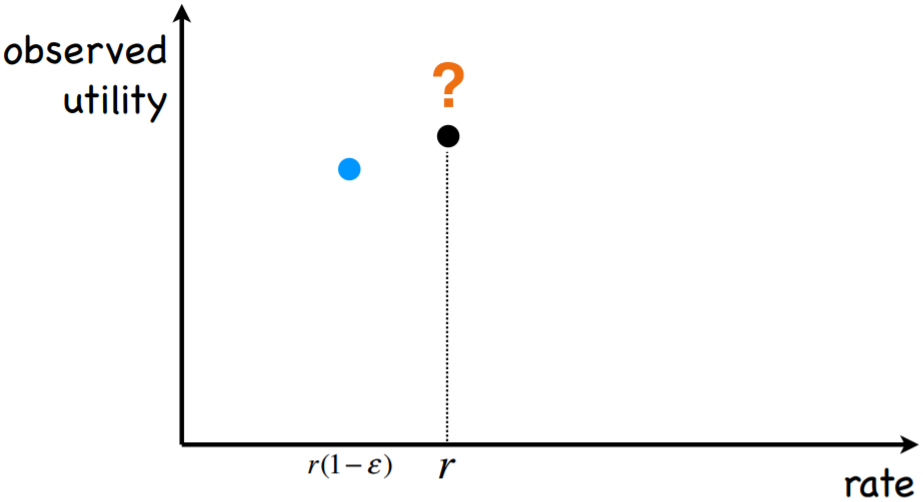 observed
utility
?
r(1−ε)
r
rate